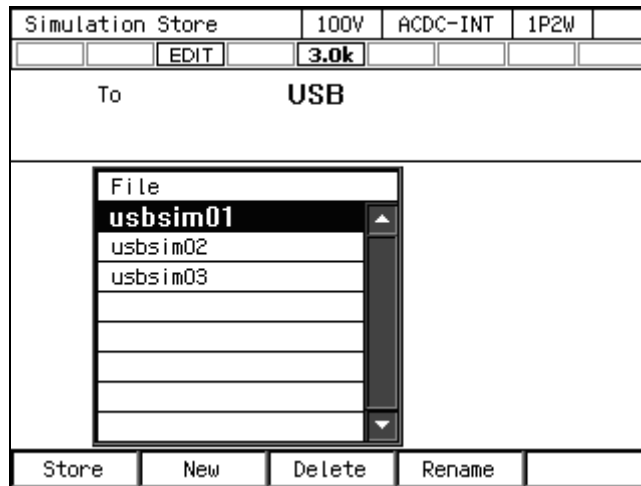 Simulation Store 100V ACDC-INT 1P2W
EDIT 3.0k
To USB
File
usbsim01
usbsim02
usbsim03
Store New Delete Rename